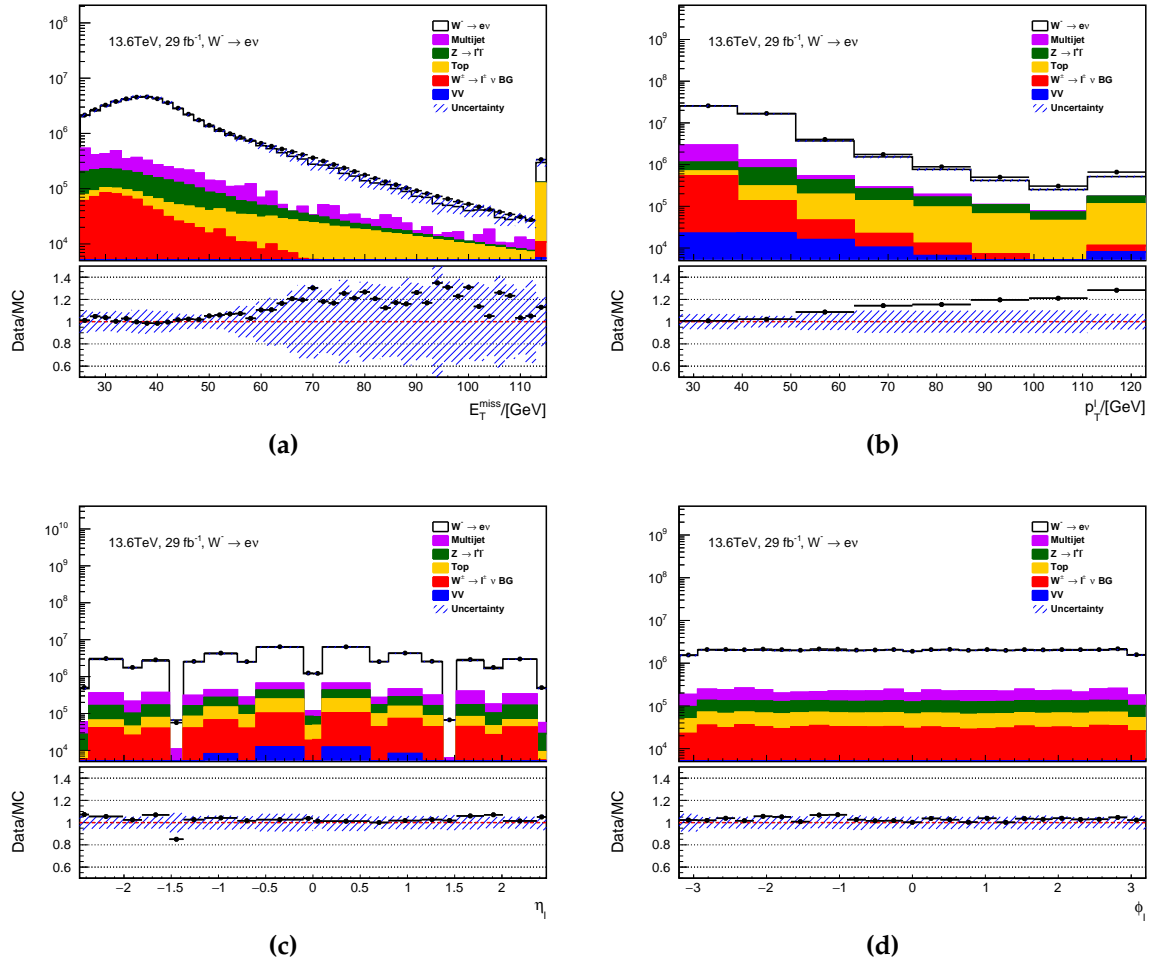 13.6TeV, 29 fb⁻¹, W⁻ → eν
W⁻ → eν
Multijet
Z → l⁺l⁻
Top
W± → l± ν BG
VV
Uncertainty
10⁸
10⁷
10⁶
10⁵
10⁴
Data/MC
1.4
1.2
1
0.8
0.6
30 40 50 60 70 80 90 100 110
E_T^miss/[GeV]
(a)
13.6TeV, 29 fb⁻¹, W⁻ → eν
W⁻ → eν
Multijet
Z → l⁺l⁻
Top
W± → l± ν BG
VV
Uncertainty
10⁹
10⁸
10⁷
10⁶
10⁵
10⁴
Data/MC
1.4
1.2
1
0.8
0.6
30 40 50 60 70 80 90 100 110 120
p_T^l/[GeV]
(b)
13.6TeV, 29 fb⁻¹, W⁻ → eν
W⁻ → eν
Multijet
Z → l⁺l⁻
Top
W± → l± ν BG
VV
Uncertainty
10¹⁰
10⁹
10⁸
10⁷
10⁶
10⁵
10⁴
Data/MC
1.4
1.2
1
0.8
0.6
−2 −1.5 −1 −0.5 0 0.5 1 1.5 2
η_l
(c)
13.6TeV, 29 fb⁻¹, W⁻ → eν
W⁻ → eν
Multijet
Z → l⁺l⁻
Top
W± → l± ν BG
VV
Uncertainty
10⁹
10⁸
10⁷
10⁶
10⁵
10⁴
Data/MC
1.4
1.2
1
0.8
0.6
−3 −2 −1 0 1 2 3
ϕ_l
(d)